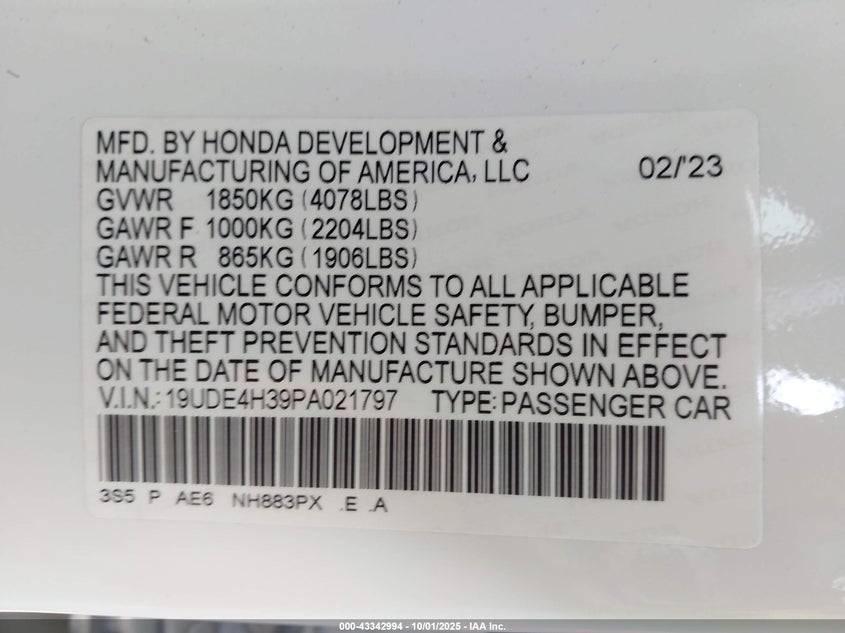 MFD. BY HONDA DEVELOPMENT &
MANUFACTURING OF AMERICA, LLC 02/'23
GVWR 1850KG (4078LBS)
GAWR F 1000KG (2204LBS)
GAWR R 865KG (1906LBS)
THIS VEHICLE CONFORMS TO ALL APPLICABLE
FEDERAL MOTOR VEHICLE SAFETY, BUMPER,
AND THEFT PREVENTION STANDARDS IN EFFECT
ON THE DATE OF MANUFACTURE SHOWN ABOVE.
V.I.N.: 19UDE4H39PA021797 TYPE: PASSENGER CAR
3S5 P AE6 NH883PX .E .A
000-43342994 - 10/01/2025 - IAA Inc.